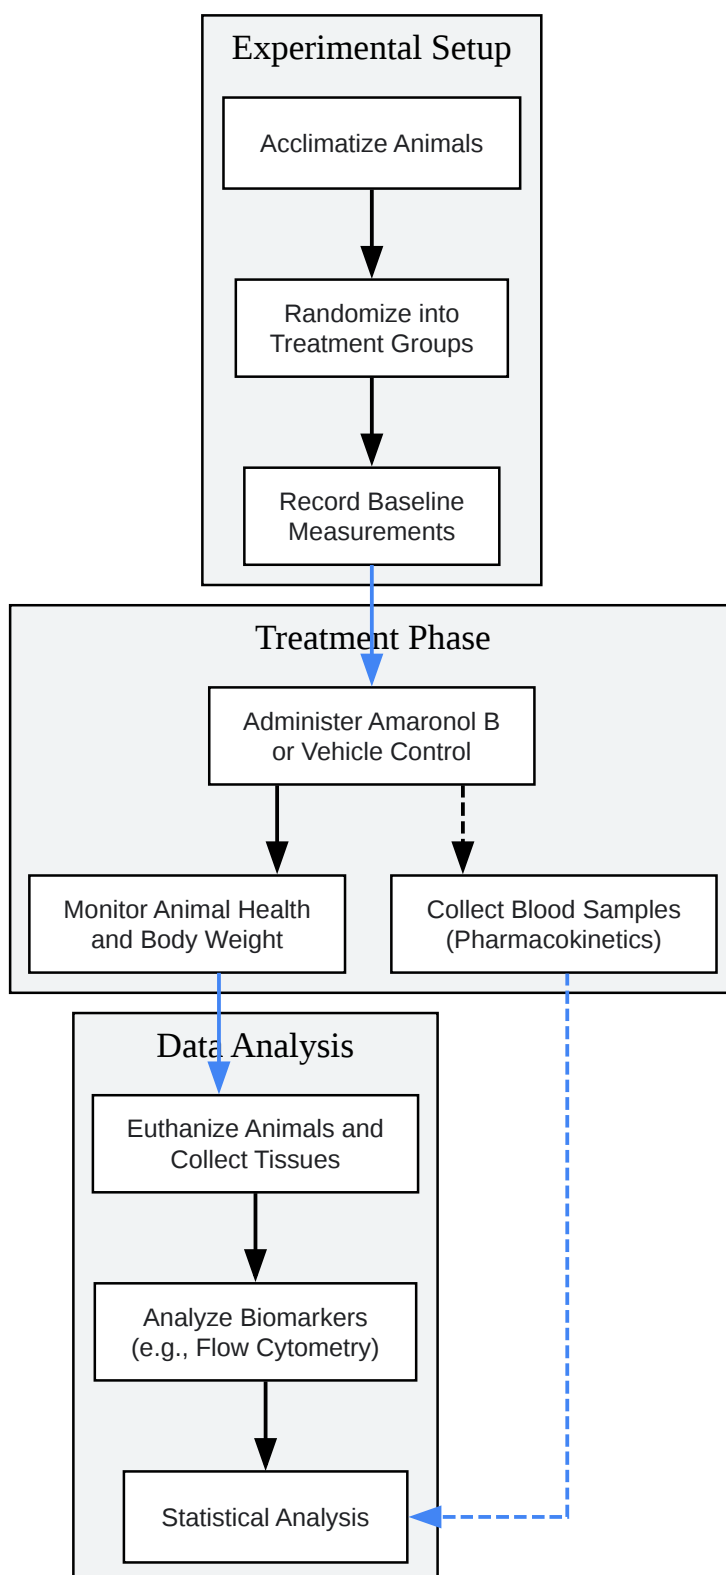 Experimental Setup
Acclimatize Animals
Randomize into
Treatment Groups
Record Baseline
Measurements
Treatment Phase
Administer Amaronol B
or Vehicle Control
Monitor Animal Health
and Body Weight
Collect Blood Samples
(Pharmacokinetics)
Data Analysis
Euthanize Animals and
Collect Tissues
Analyze Biomarkers
(e.g., Flow Cytometry)
Statistical Analysis